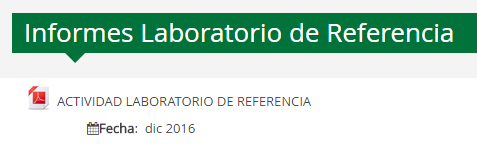 Informes Laboratorio de Referencia
ACTIVIDAD LABORATORIO DE REFERENCIA
Fecha: dic 2016